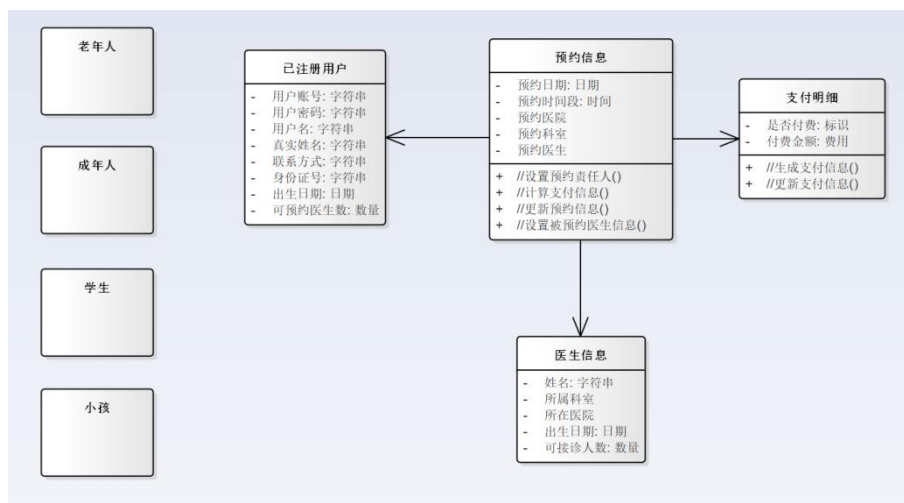 老年人
成年人
学生
小孩
已注册用户
- 用户账号: 字符串
- 用户密码: 字符串
- 用户名: 字符串
- 真实姓名: 字符串
- 联系方式: 字符串
- 身份证号: 字符串
- 出生日期: 日期
- 可预约医生数: 数量
预约信息
- 预约日期: 日期
- 预约时间段: 时间
- 预约医院
- 预约科室
- 预约医生
+ //设置预约责任人()
+ //计算支付信息()
+ //更新预约信息()
+ //设置被预约医生信息()
支付明细
- 是否付费: 标识
- 付费金额: 费用
+ //生成支付信息()
+ //更新支付信息()
医生信息
- 姓名: 字符串
- 所属科室
- 所在医院
- 出生日期: 日期
- 可接诊人数: 数量